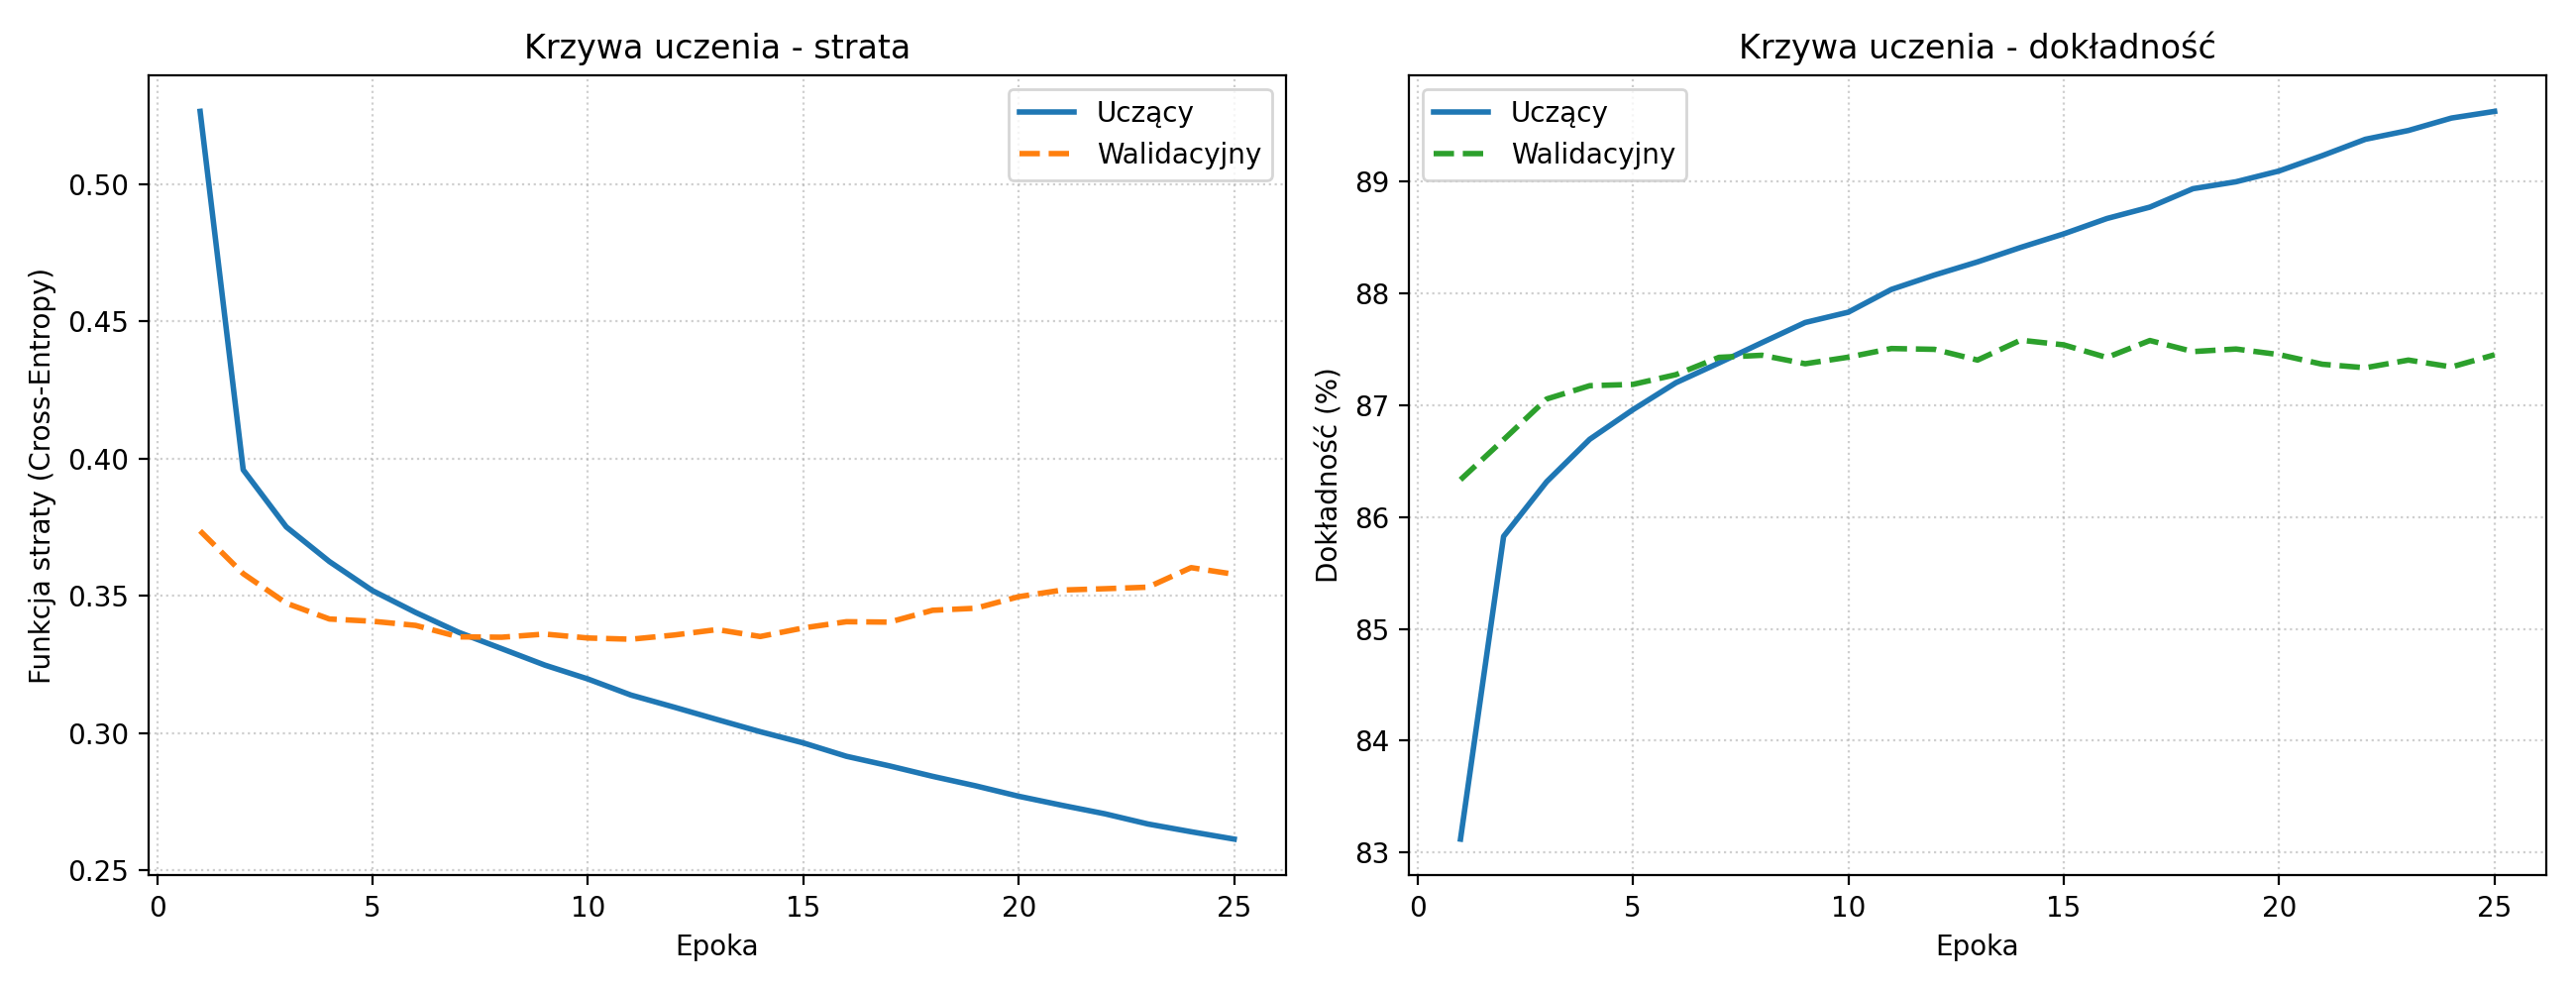 Krzywa uczenia - strata
Funkcja straty (Cross-Entropy)
0.50
0.45
0.40
0.35
0.30
0.25
Uczący
Walidacyjny
0 5 10 15 20 25
Epoka
Krzywa uczenia - dokładność
Dokładność (%)
89
88
87
86
85
84
83
Uczący
Walidacyjny
0 5 10 15 20 25
Epoka